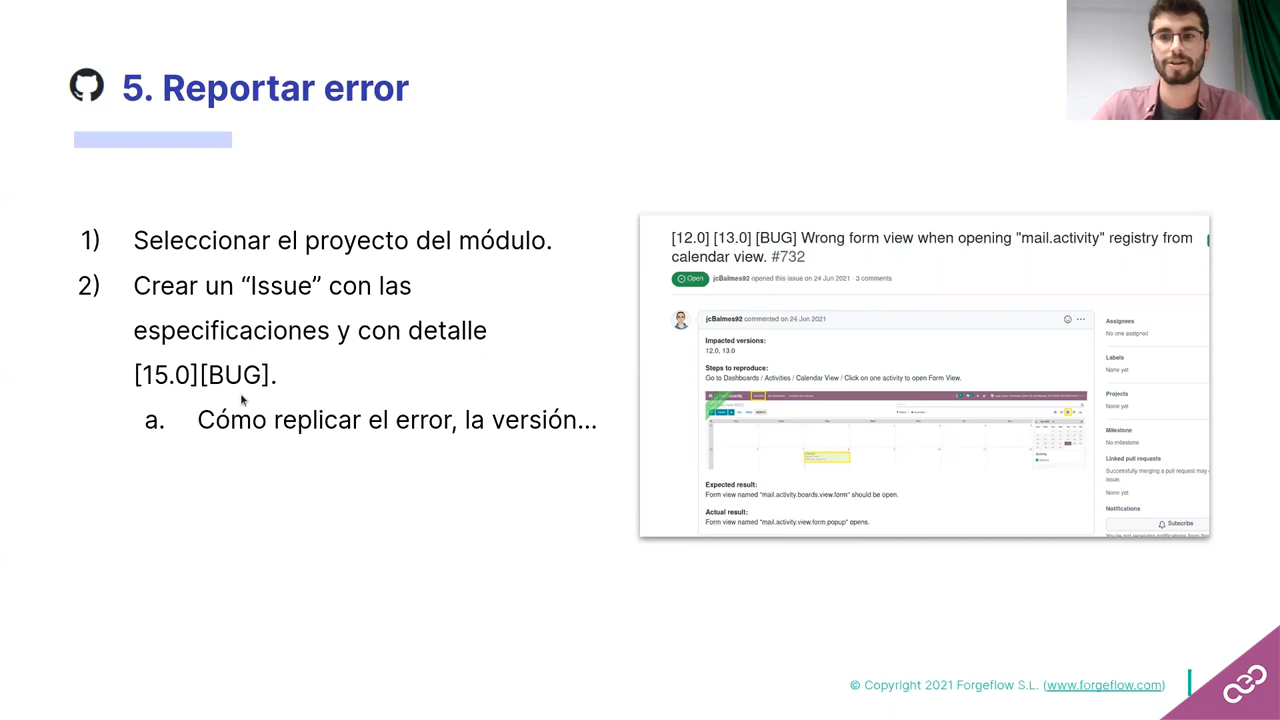 5. Reportar error
1) Seleccionar el proyecto del módulo.
2) Crear un “Issue” con las
especificaciones y con detalle
[15.0][BUG].
a. Cómo replicar el error, la versión...
[12.0] [13.0] [BUG] Wrong form view when opening "mail.activity" registry from
calendar view. #732
Open jcBalmes92 opened this issue on 24 Jun 2021 · 3 comments
jcBalmes92 commented on 24 Jun 2021
Impacted versions:
12.0, 13.0
Steps to reproduce:
Go to Dashboards / Activities / Calendar View / Click on one activity to open Form View.
Expected result:
Form view named "mail.activity.boards.view.form" should be open.
Actual result:
Form view named "mail.activity.view.form.popup" opens.
Assignees
No one assigned
Labels
None yet
Projects
None yet
Milestone
No milestone
Linked pull requests
Successfully merging a pull request may
issue.
None yet
Notifications
Subscribe
© Copyright 2021 Forgeflow S.L. (www.forgeflow.com)